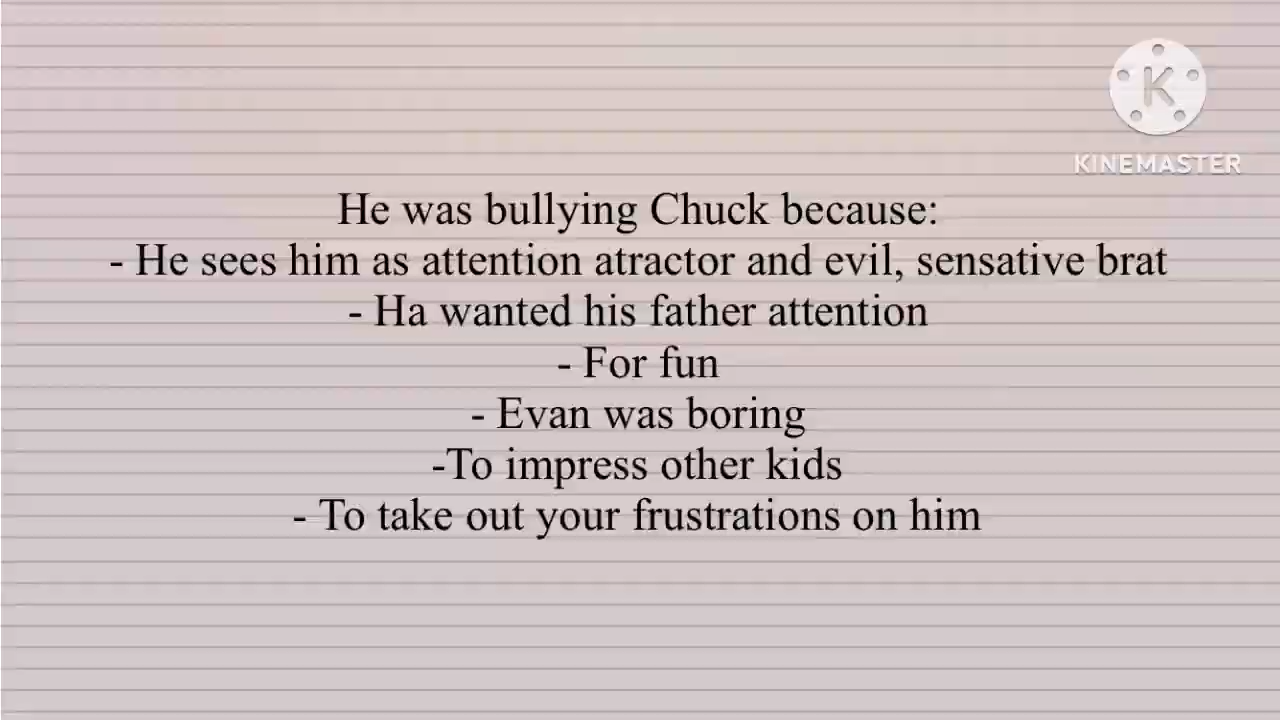 K
KINEMASTER
He was bullying Chuck because:
- He sees him as attention atractor and evil, sensative brat
- Ha wanted his father attention
- For fun
- Evan was boring
-To impress other kids
- To take out your frustrations on him